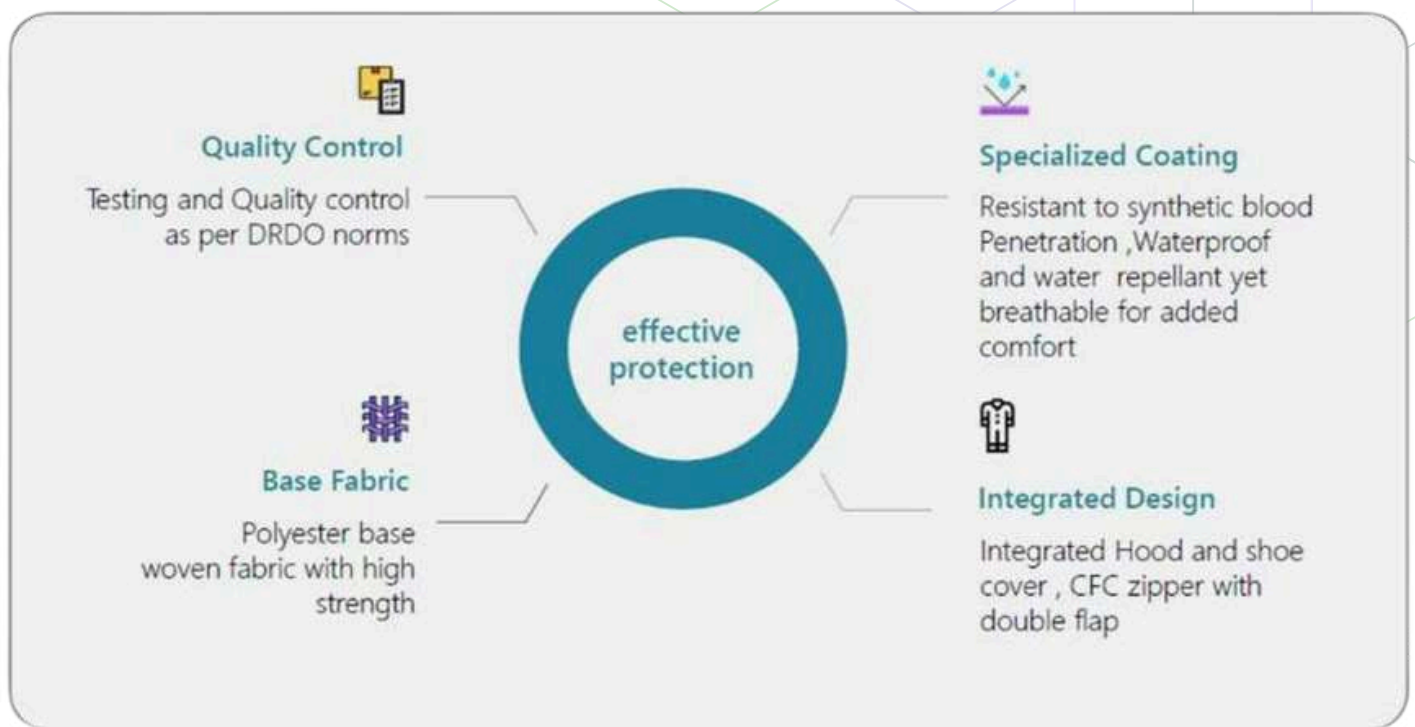 Quality Control
Testing and Quality control
as per DRDO norms
Specialized Coating
Resistant to synthetic blood
Penetration ,Waterproof
and water repellant yet
breathable for added
comfort
effective
protection
Base Fabric
Polyester base
woven fabric with high
strength
Integrated Design
Integrated Hood and shoe
cover , CFC zipper with
double flap